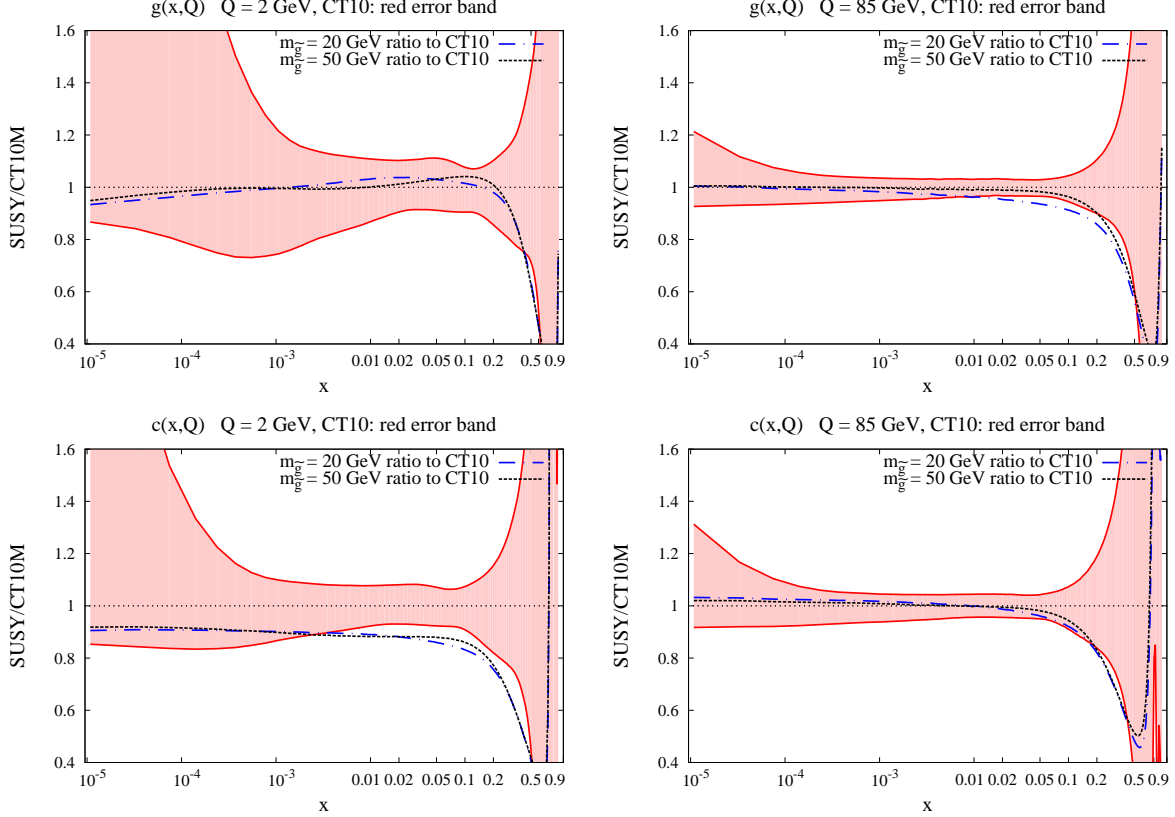 g(x,Q) Q = 2 GeV, CT10: red error band
m_g̃ = 20 GeV ratio to CT10
m_g̃ = 50 GeV ratio to CT10
SUSY/CT10M
1.6
1.4
1.2
1
0.8
0.6
0.4
10^-5 10^-4 10^-3 0.01 0.02 0.05 0.1 0.2 0.5 0.9
x
g(x,Q) Q = 85 GeV, CT10: red error band
m_g̃ = 20 GeV ratio to CT10
m_g̃ = 50 GeV ratio to CT10
SUSY/CT10M
1.6
1.4
1.2
1
0.8
0.6
0.4
10^-5 10^-4 10^-3 0.01 0.02 0.05 0.1 0.2 0.5 0.9
x
c(x,Q) Q = 2 GeV, CT10: red error band
m_g̃ = 20 GeV ratio to CT10
m_g̃ = 50 GeV ratio to CT10
SUSY/CT10M
1.6
1.4
1.2
1
0.8
0.6
0.4
10^-5 10^-4 10^-3 0.01 0.02 0.05 0.1 0.2 0.5 0.9
x
c(x,Q) Q = 85 GeV, CT10: red error band
m_g̃ = 20 GeV ratio to CT10
m_g̃ = 50 GeV ratio to CT10
SUSY/CT10M
1.6
1.4
1.2
1
0.8
0.6
0.4
10^-5 10^-4 10^-3 0.01 0.02 0.05 0.1 0.2 0.5 0.9
x